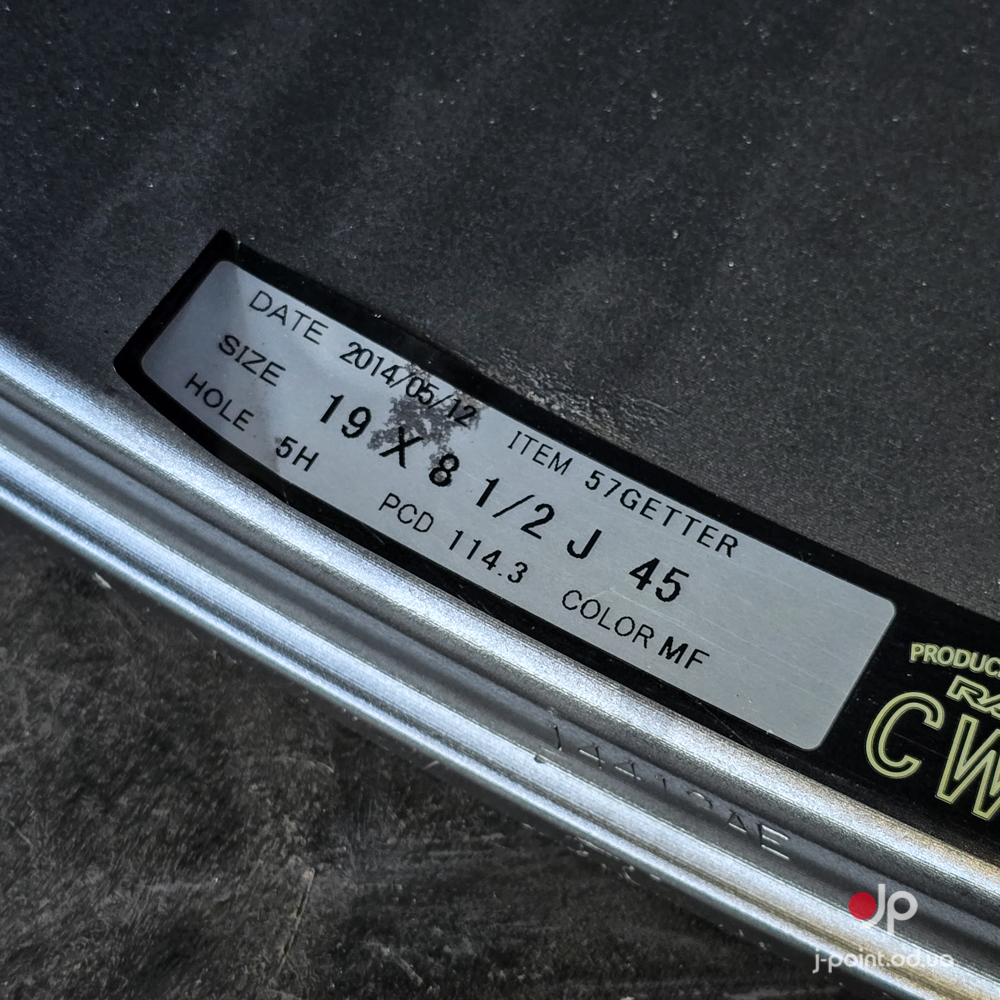 DATE 2014/05/12 ITEM 57GETTER
SIZE 19 X 8 1/2 J 45
HOLE 5H PCD 114.3 COLOR MF
JP
j-point.od.ua